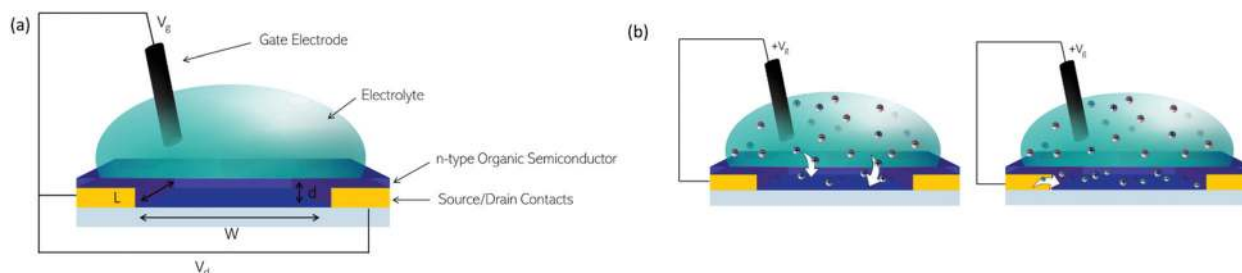 (a)
V_g
Gate Electrode
Electrolyte
n-type Organic Semiconductor
Source/Drain Contacts
L
d
W
V_d
(b)
+V_g
+V_g